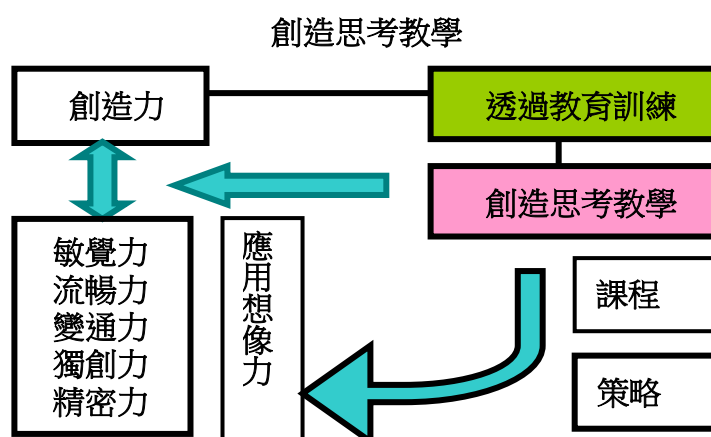 創造思考教學
創造力
透過教育訓練
創造思考教學
敏覺力
流暢力
變通力
獨創力
精密力
應用想像力
課程
策略